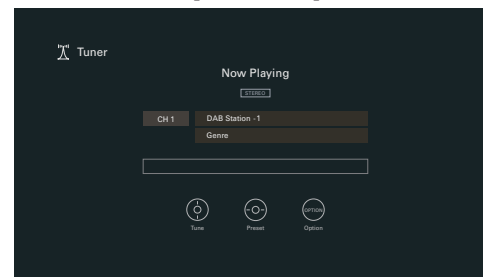 Tuner
Now Playing
STEREO
CH 1
DAB Station -1
Genre
OPTION
Tune
Preset
Option